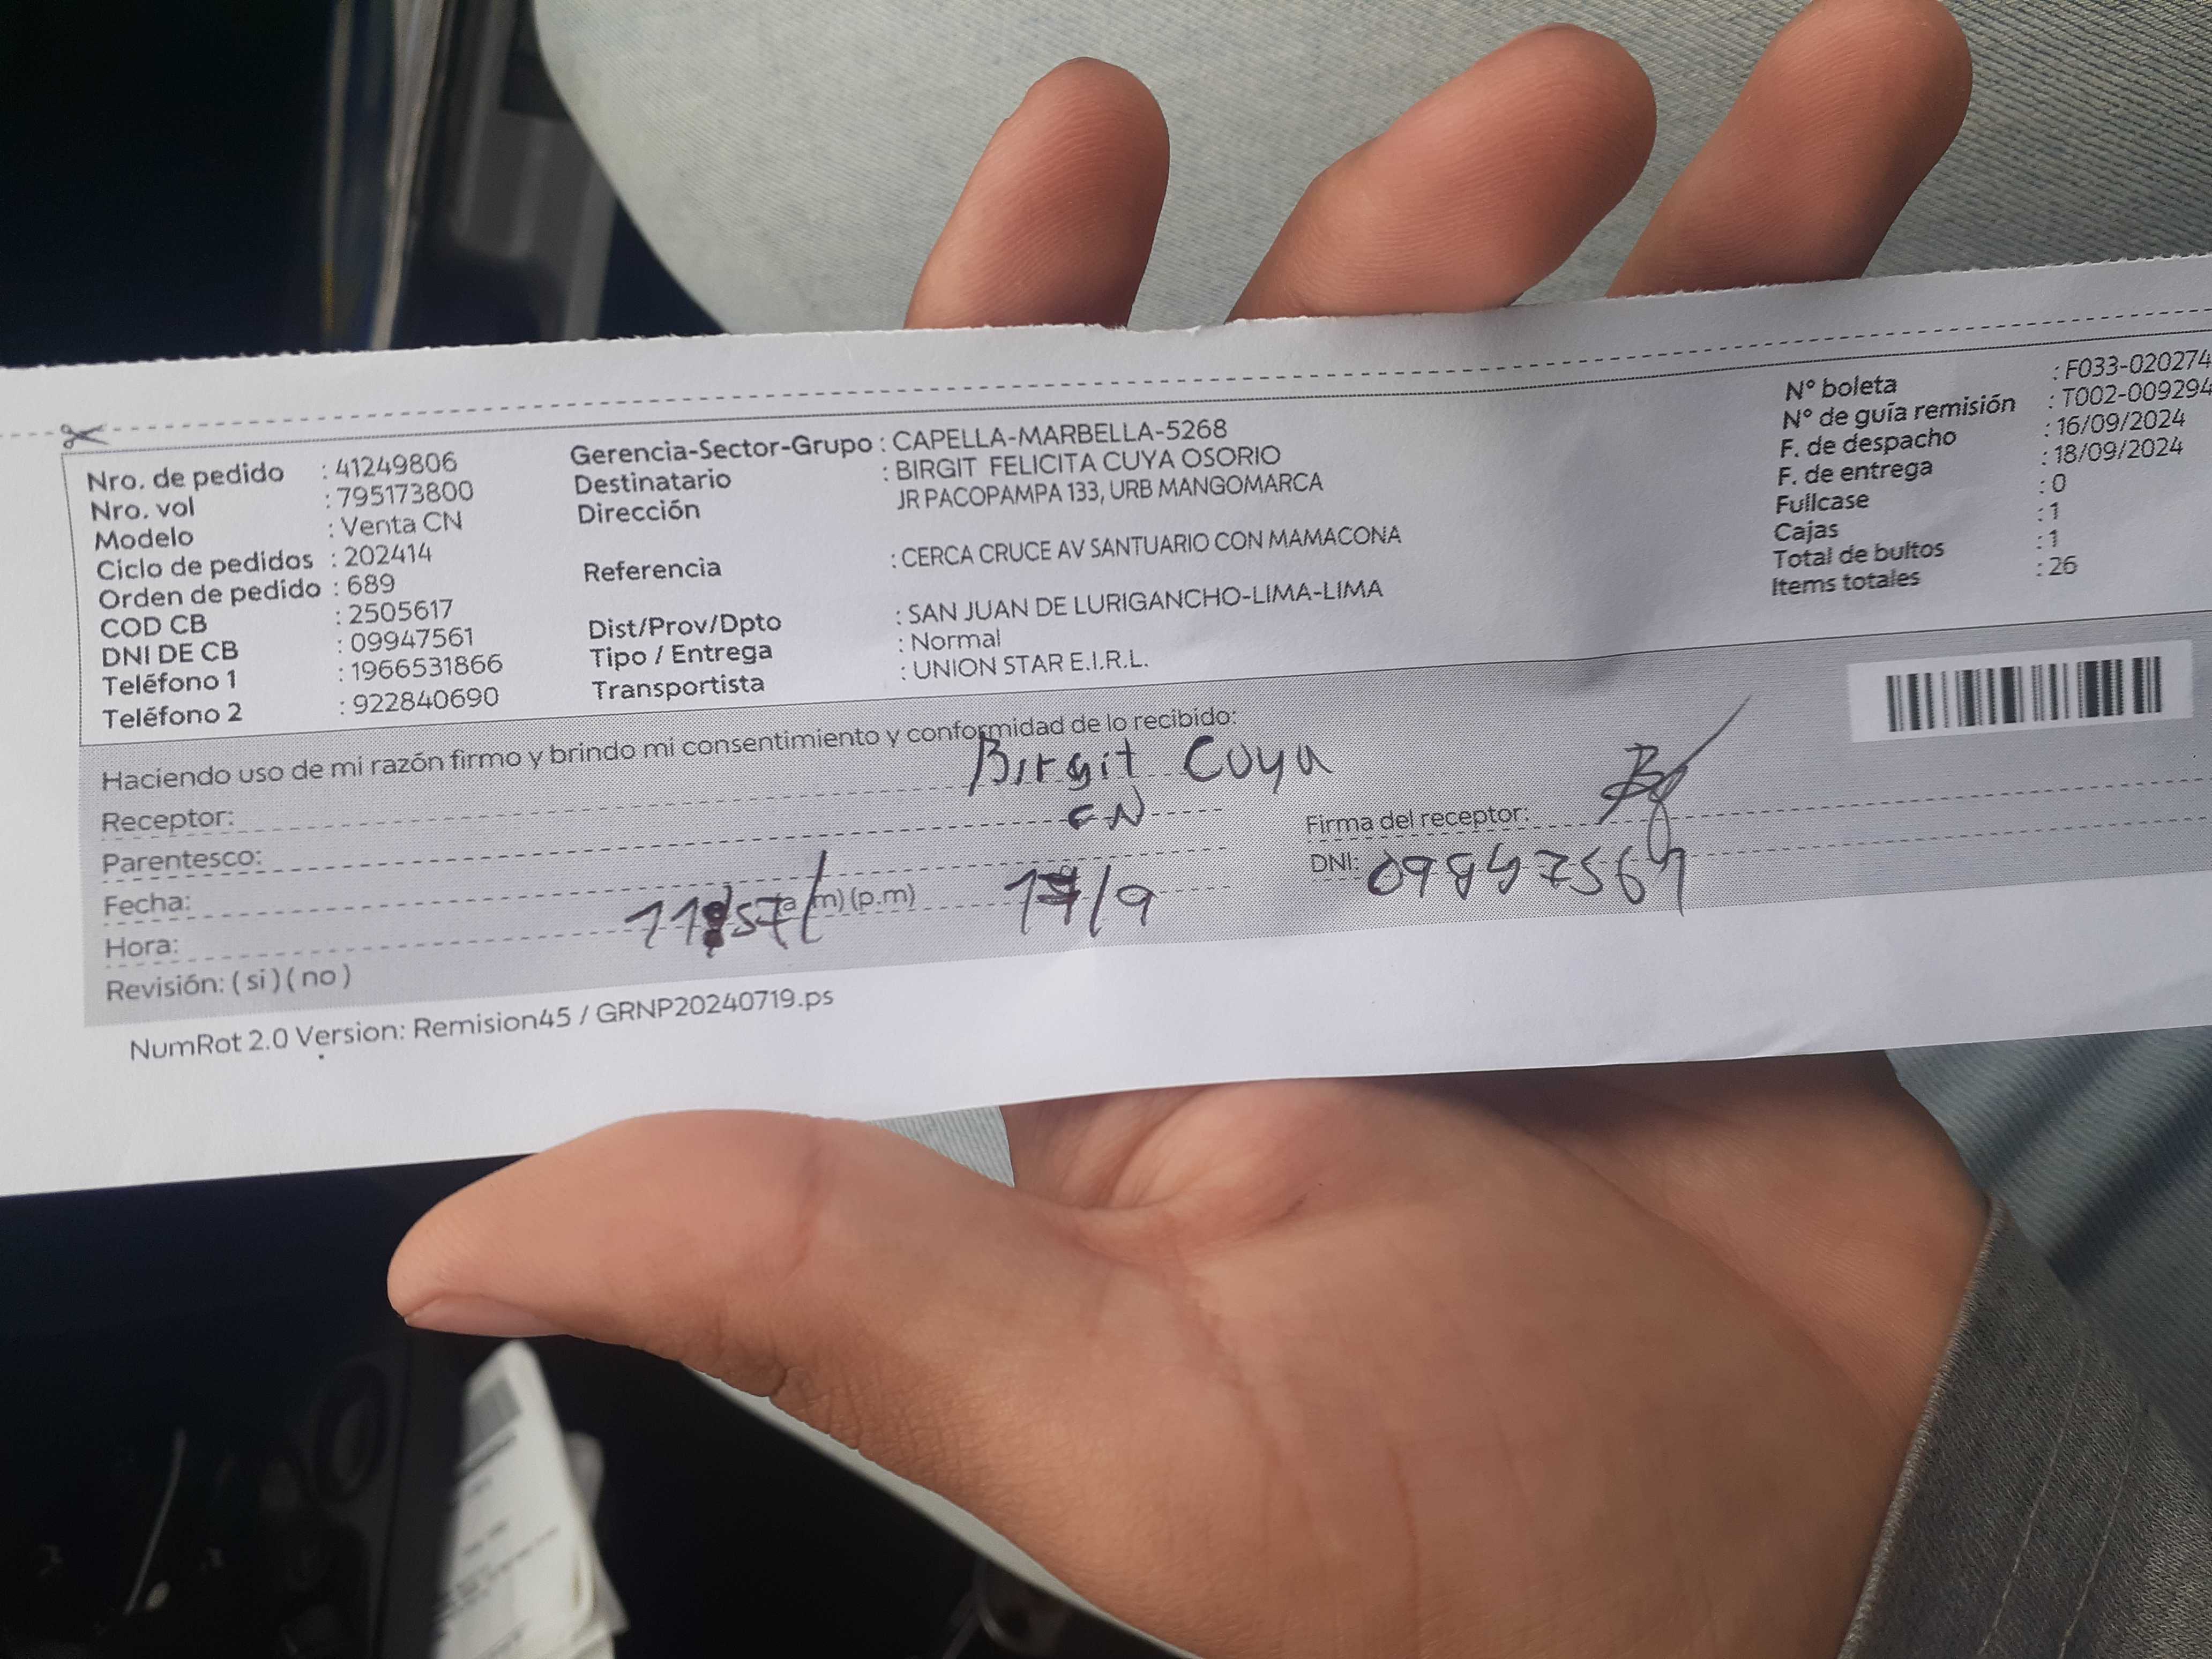 Nro. de pedido : 41249806
Nro. vol : 795173800
Modelo : Venta CN
Ciclo de pedidos : 202414
Orden de pedido : 689
COD CB : 2505617
DNI DE CB : 09947561
Teléfono 1 : 1966531866
Teléfono 2 : 922840690
Gerencia-Sector-Grupo : CAPELLA-MARBELLA-5268
Destinatario : BIRGIT FELICITA CUYA OSORIO
Dirección JR PACOPAMPA 133, URB MANGOMARCA
Referencia : CERCA CRUCE AV SANTUARIO CON MAMACONA
Dist/Prov/Dpto : SAN JUAN DE LURIGANCHO-LIMA-LIMA
Tipo / Entrega : Normal
Transportista : UNION STAR E.I.R.L.
N° boleta : F033-020274
N° de guía remisión : T002-009294
F. de despacho : 16/09/2024
F. de entrega : 18/09/2024
Fullcase : 0
Cajas : 1
Total de bultos : 1
Items totales : 26
Haciendo uso de mi razón firmo y brindo mi consentimiento y conformidad de lo recibido:
Receptor: Birgit Cuya
Parentesco: CN
Firma del receptor:
Fecha: 17/9
DNI:
Hora: 11:57 (a.m) (p.m)
Revisión: ( si ) ( no )
NumRot 2.0 Version: Remision45 / GRNP20240719.ps